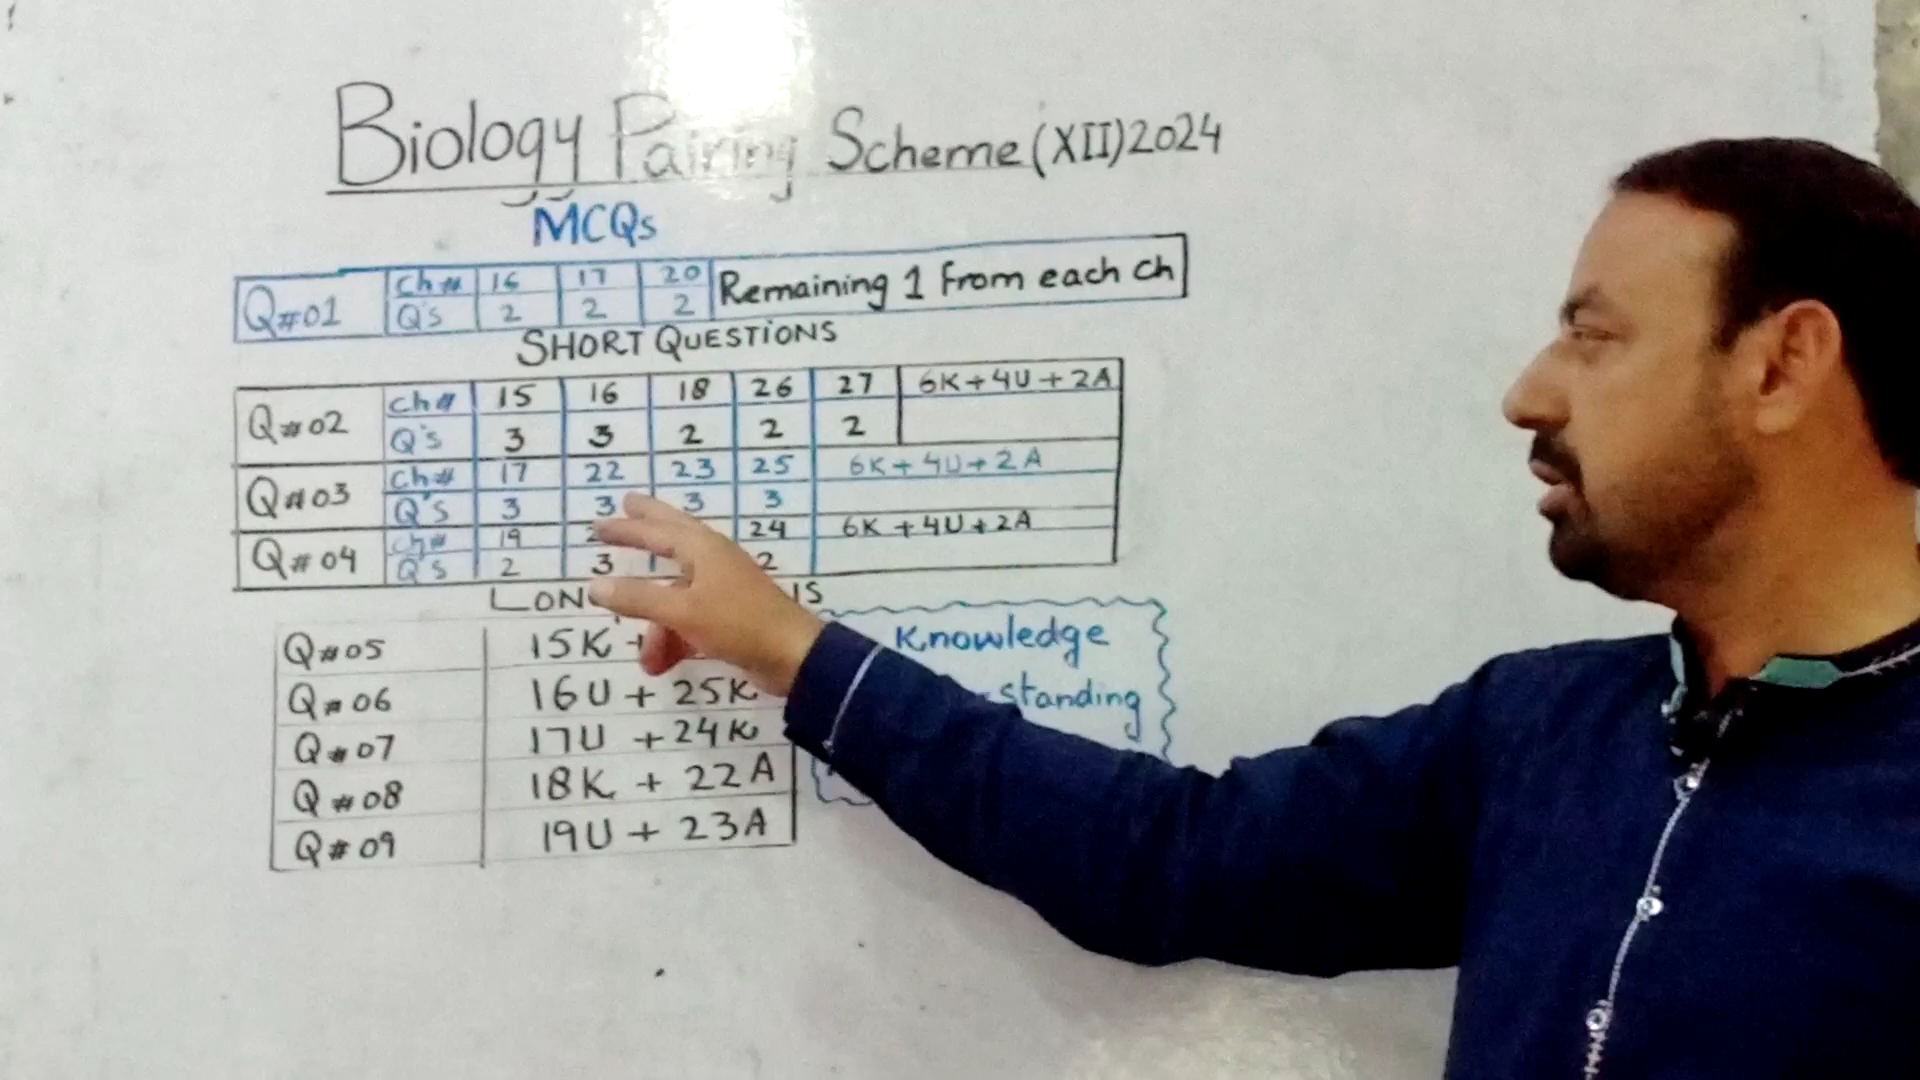 Biology Pairing Scheme (XII) 2024
MCQs
Q#01 Ch# 16 17 20 Remaining 1 From each Ch
Q's 2 2 2
SHORT QUESTIONS
Q#02 Ch# 15 16 18 26 27 6K+4U+2A
Q's 3 3 2 2 2
Q#03 Ch# 17 22 23 25 6K+4U+2A
Q's 3 3 3 3
Q#04 Ch# 19 24 6K+4U+2A
Q's 2 3 2
Q#05 15K +
Q#06 16U + 25K
Q#07 17U + 24K
Q#08 18K + 22A
Q#09 19U + 23A
Knowledge
standing